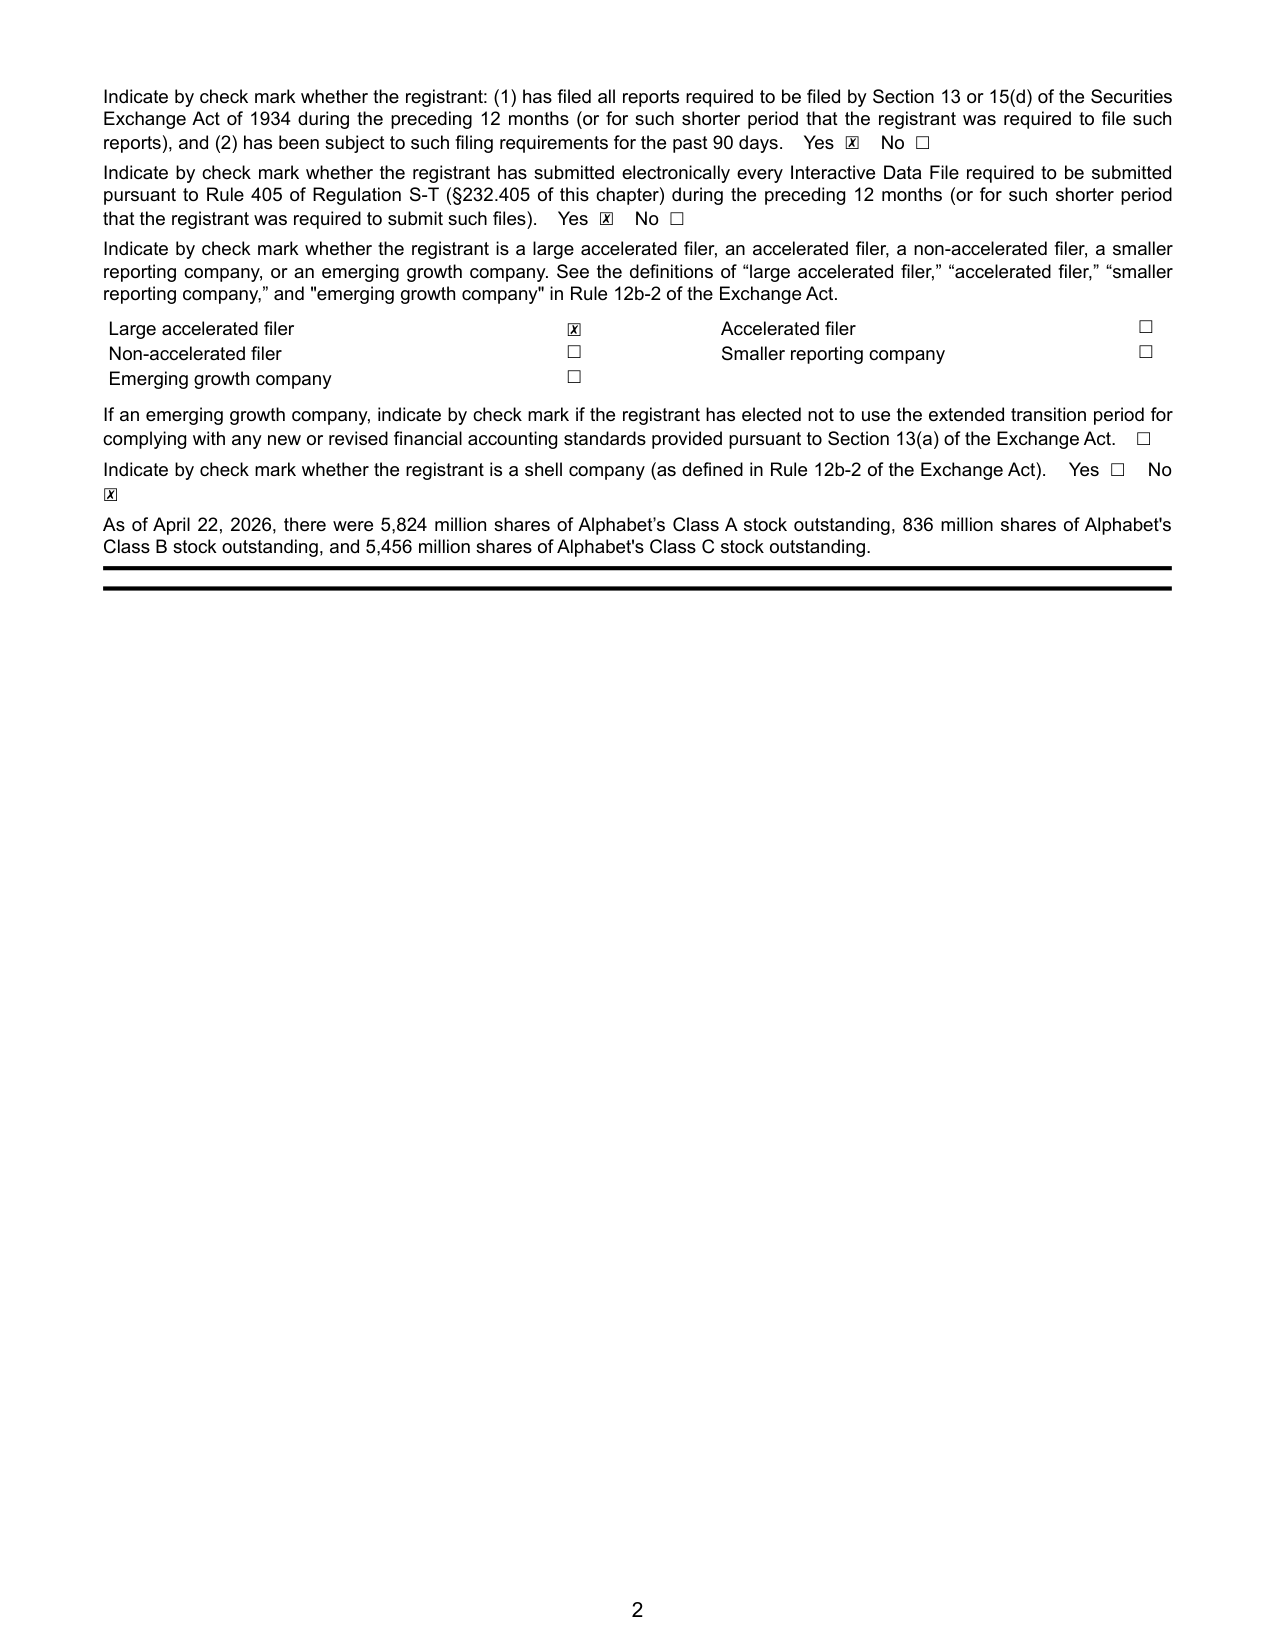 Indicate by check mark whether the registrant: (1) has filed all reports required to be filed by Section 13 or 15(d) of the Securities
Exchange Act of 1934 during the preceding 12 months (or for such shorter period that the registrant was required to file such
reports), and (2) has been subject to such filing requirements for the past 90 days. Yes ☒ No ☐
Indicate by check mark whether the registrant has submitted electronically every Interactive Data File required to be submitted
pursuant to Rule 405 of Regulation S-T (§232.405 of this chapter) during the preceding 12 months (or for such shorter period
that the registrant was required to submit such files). Yes ☒ No ☐
Indicate by check mark whether the registrant is a large accelerated filer, an accelerated filer, a non-accelerated filer, a smaller
reporting company, or an emerging growth company. See the definitions of “large accelerated filer,” “accelerated filer,” “smaller
reporting company,” and "emerging growth company" in Rule 12b-2 of the Exchange Act.
Large accelerated filer ☒ Accelerated filer ☐
Non-accelerated filer ☐ Smaller reporting company ☐
Emerging growth company ☐
If an emerging growth company, indicate by check mark if the registrant has elected not to use the extended transition period for
complying with any new or revised financial accounting standards provided pursuant to Section 13(a) of the Exchange Act. ☐
Indicate by check mark whether the registrant is a shell company (as defined in Rule 12b-2 of the Exchange Act). Yes ☐ No
☒
As of April 22, 2026, there were 5,824 million shares of Alphabet’s Class A stock outstanding, 836 million shares of Alphabet's
Class B stock outstanding, and 5,456 million shares of Alphabet's Class C stock outstanding.
2